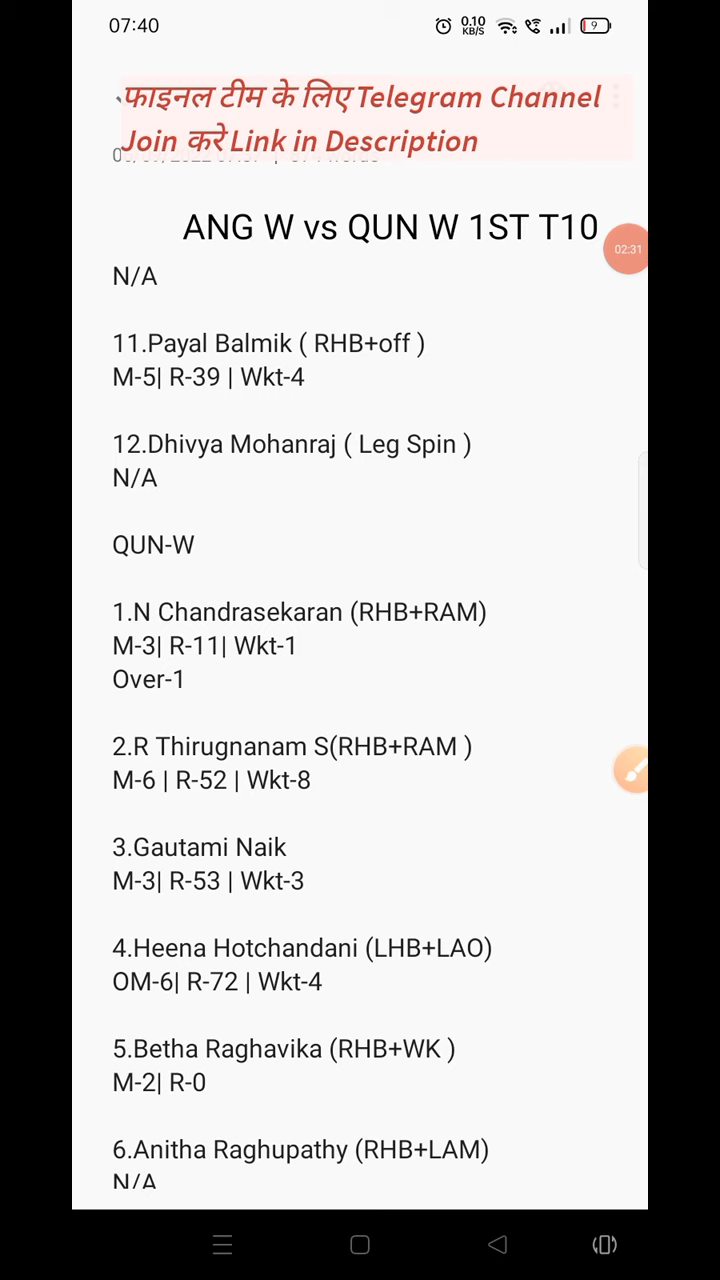 07:40
0.10
KB/S
9
फाइनल टीम के लिए Telegram Channel
Join करे Link in Description
ANG W vs QUN W 1ST T10
02:31
N/A
11.Payal Balmik ( RHB+off )
M-5| R-39 | Wkt-4
12.Dhivya Mohanraj ( Leg Spin )
N/A
QUN-W
1.N Chandrasekaran (RHB+RAM)
M-3| R-11| Wkt-1
Over-1
2.R Thirugnanam S(RHB+RAM )
M-6 | R-52 | Wkt-8
3.Gautami Naik
M-3| R-53 | Wkt-3
4.Heena Hotchandani (LHB+LAO)
OM-6| R-72 | Wkt-4
5.Betha Raghavika (RHB+WK )
M-2| R-0
6.Anitha Raghupathy (RHB+LAM)
N/A